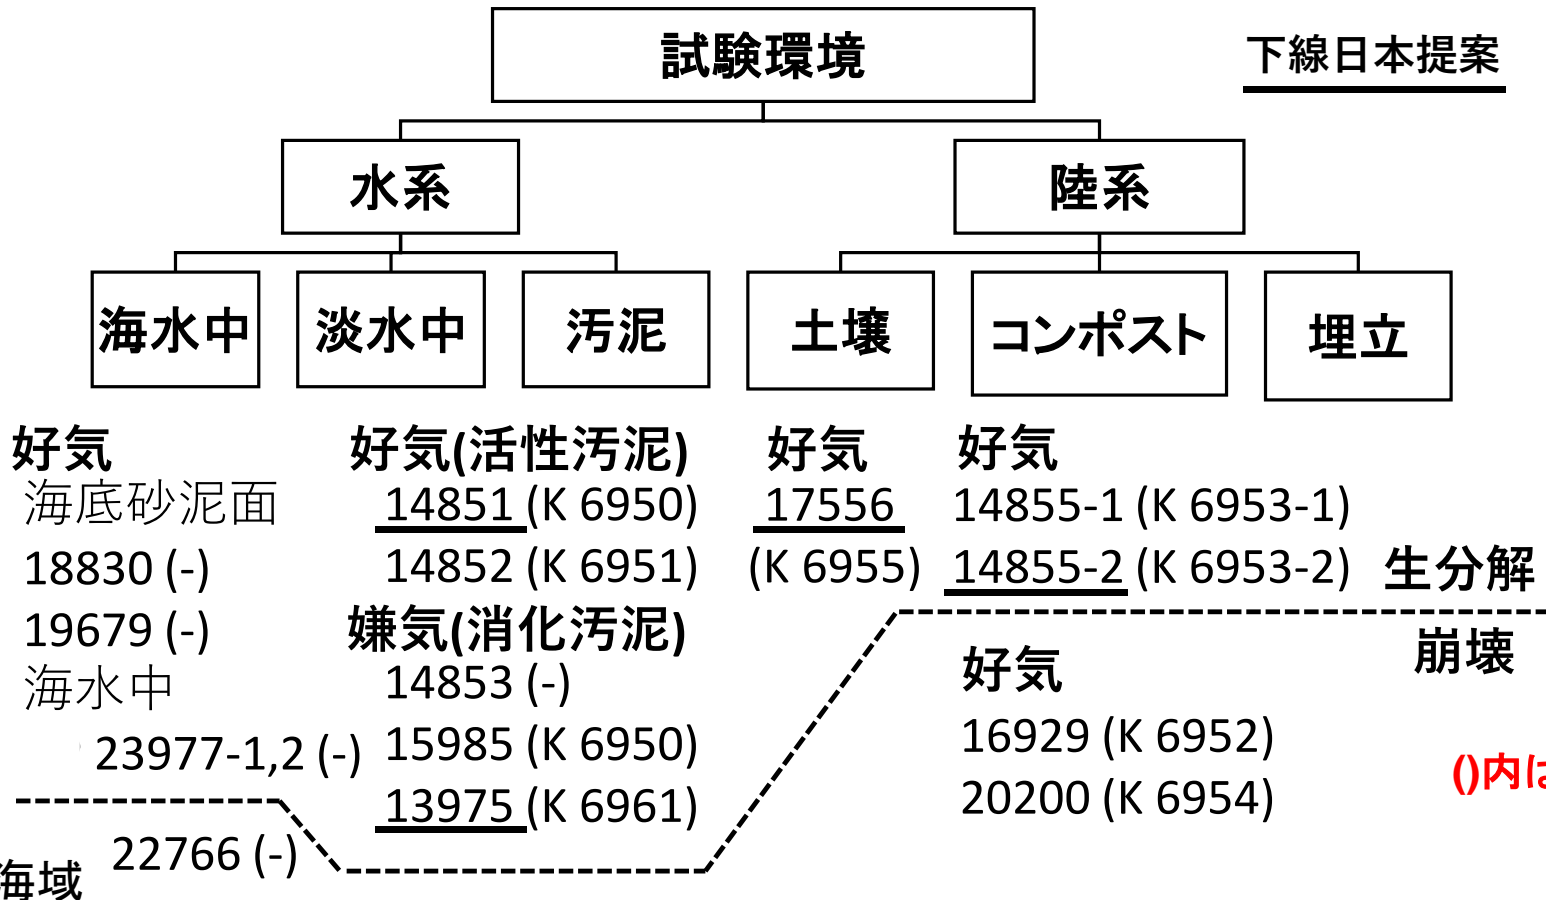 試験環境
下線日本提案
水系
陸系
海水中
淡水中
汚泥
土壌
コンポスト
埋立
好気
海底砂泥面
18830 (-)
19679 (-)
海水中
23977-1,2 (-)
22766 (-)
海域
好気(活性汚泥)
14851 (K 6950)
14852 (K 6951)
嫌気(消化汚泥)
14853 (-)
15985 (K 6950)
13975 (K 6961)
好気
17556
(K 6955)
好気
14855-1 (K 6953-1)
14855-2 (K 6953-2)
生分解
崩壊
好気
16929 (K 6952)
20200 (K 6954)
()内は